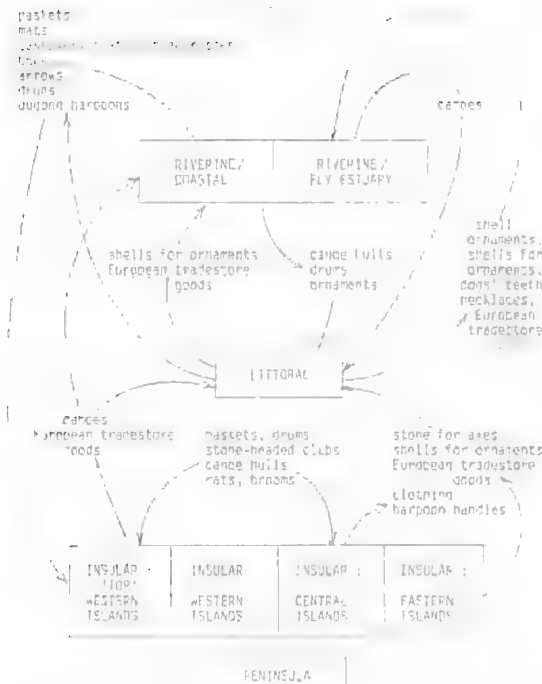 baskets
mats
arrows
drums
dugong harpoons
canoes
RIVERINE/
COASTAL
RIVERINE/
FLY ESTUARY
shell
ornaments,
shells for
ornaments,
dogs' teeth
necklaces,
European
tradestore
shells for ornaments
European tradestore
goods
canoe hulls
drums
ornaments
LITTORAL
canoes
European tradestore
goods
baskets, drums
stone-headed clubs
canoe hulls
mats, brooms
stone for axes
shells for ornaments
European tradestore
goods
clothing
harpoon handles
INSULAR
'TOP'
WESTERN
ISLANDS
INSULAR
WESTERN
ISLANDS
INSULAR :
CENTRAL
ISLANDS
INSULAR :
EASTERN
ISLANDS
PENINSULA